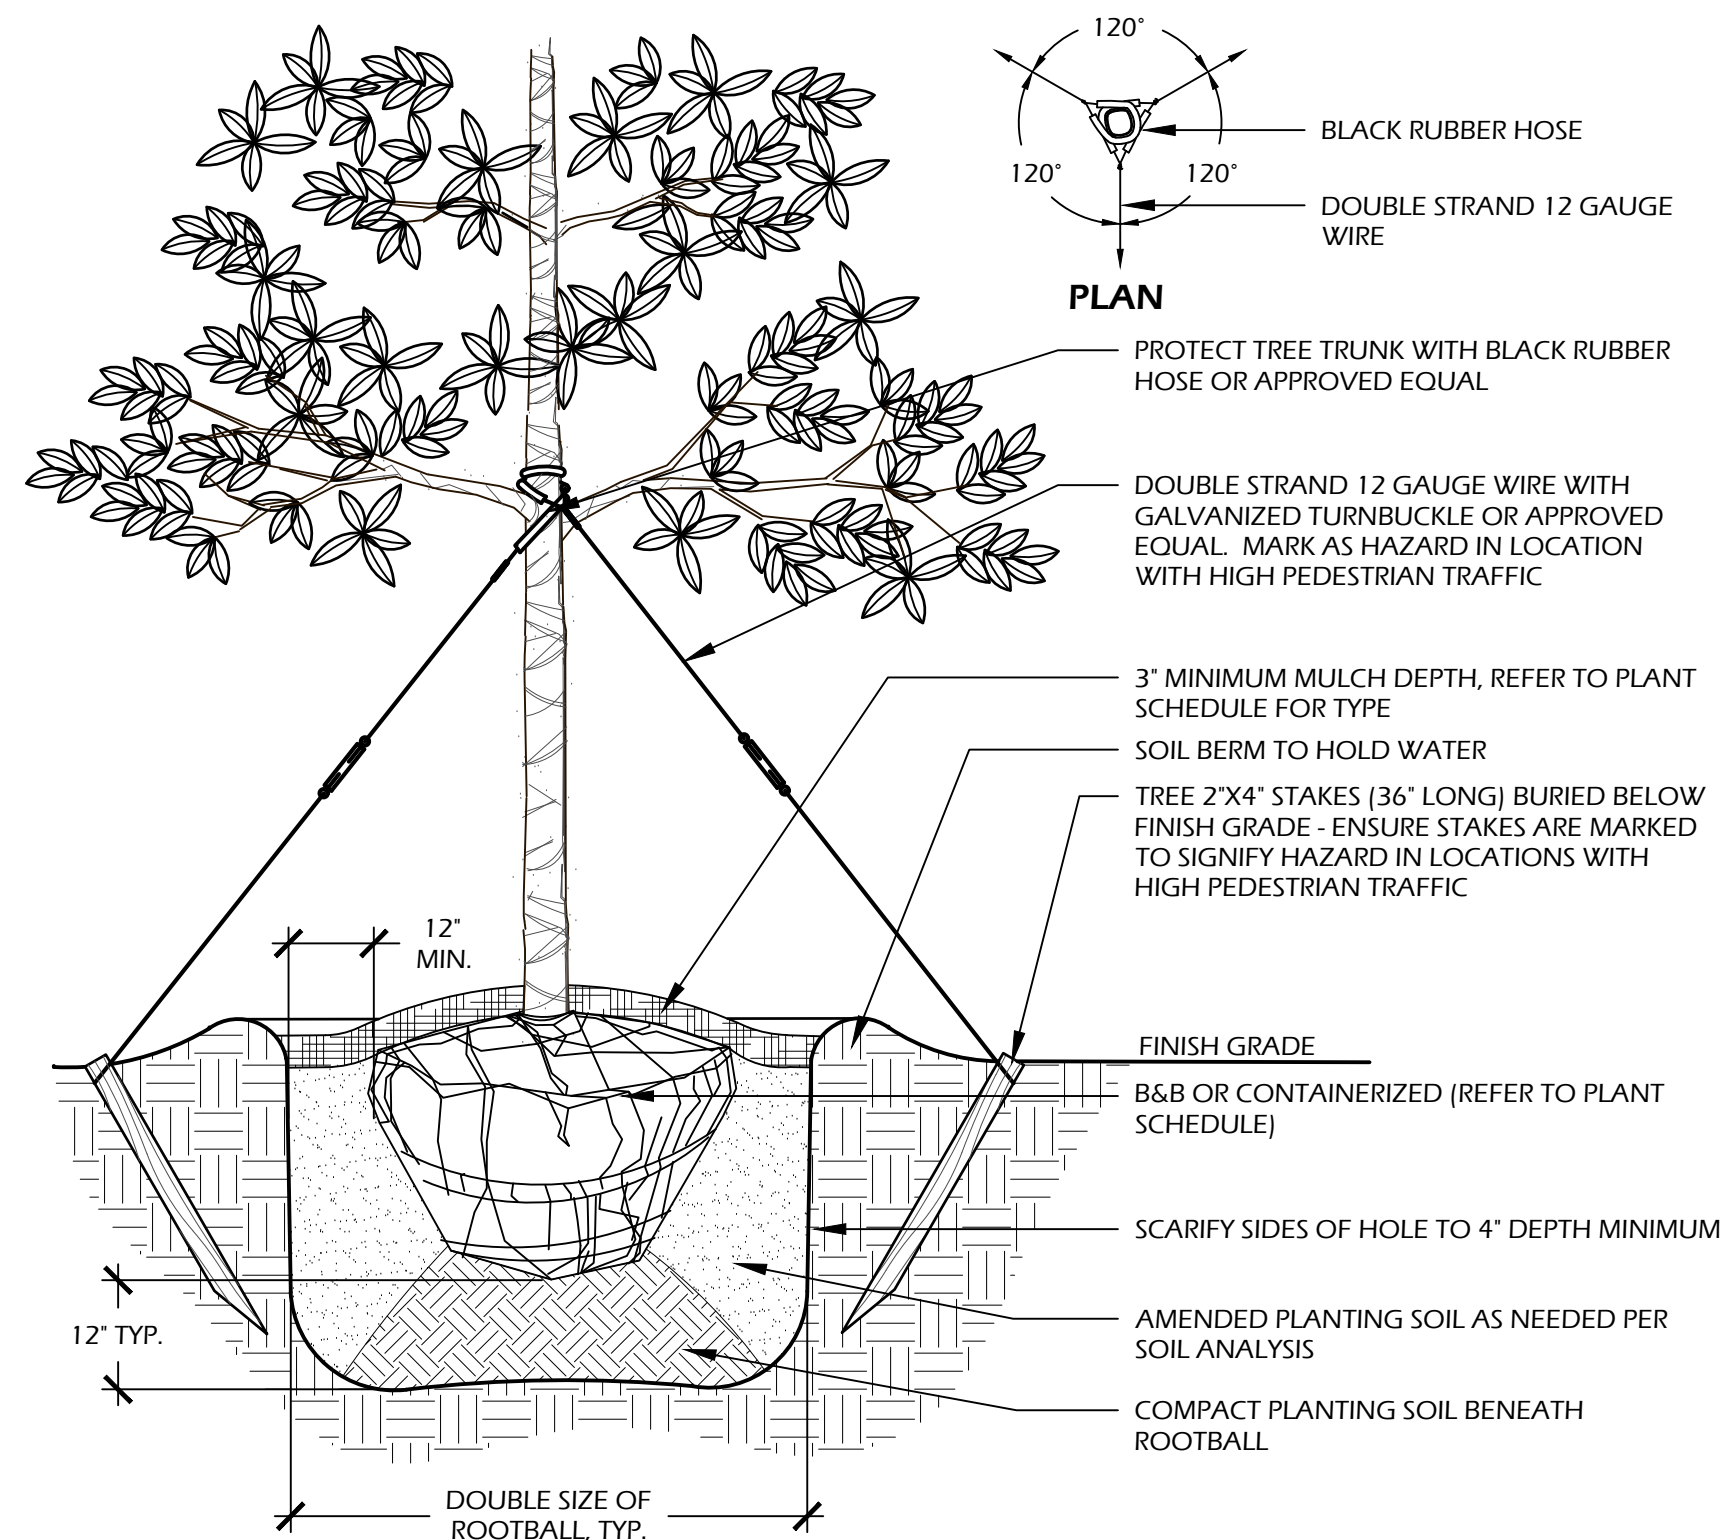 120°
120°
120°
BLACK RUBBER HOSE
DOUBLE STRAND 12 GAUGE
WIRE
PLAN
PROTECT TREE TRUNK WITH BLACK RUBBER
HOSE OR APPROVED EQUAL
DOUBLE STRAND 12 GAUGE WIRE WITH
GALVANIZED TURNBUCKLE OR APPROVED
EQUAL.  MARK AS HAZARD IN LOCATION
WITH HIGH PEDESTRIAN TRAFFIC
3" MINIMUM MULCH DEPTH, REFER TO PLANT
SCHEDULE FOR TYPE
SOIL BERM TO HOLD WATER
TREE 2"X4" STAKES (36" LONG) BURIED BELOW
FINISH GRADE - ENSURE STAKES ARE MARKED
TO SIGNIFY HAZARD IN LOCATIONS WITH
HIGH PEDESTRIAN TRAFFIC
12"
MIN.
FINISH GRADE
B&B OR CONTAINERIZED (REFER TO PLANT
SCHEDULE)
SCARIFY SIDES OF HOLE TO 4" DEPTH MINIMUM
12" TYP.
AMENDED PLANTING SOIL AS NEEDED PER
SOIL ANALYSIS
COMPACT PLANTING SOIL BENEATH
ROOTBALL
DOUBLE SIZE OF
ROOTBALL, TYP.